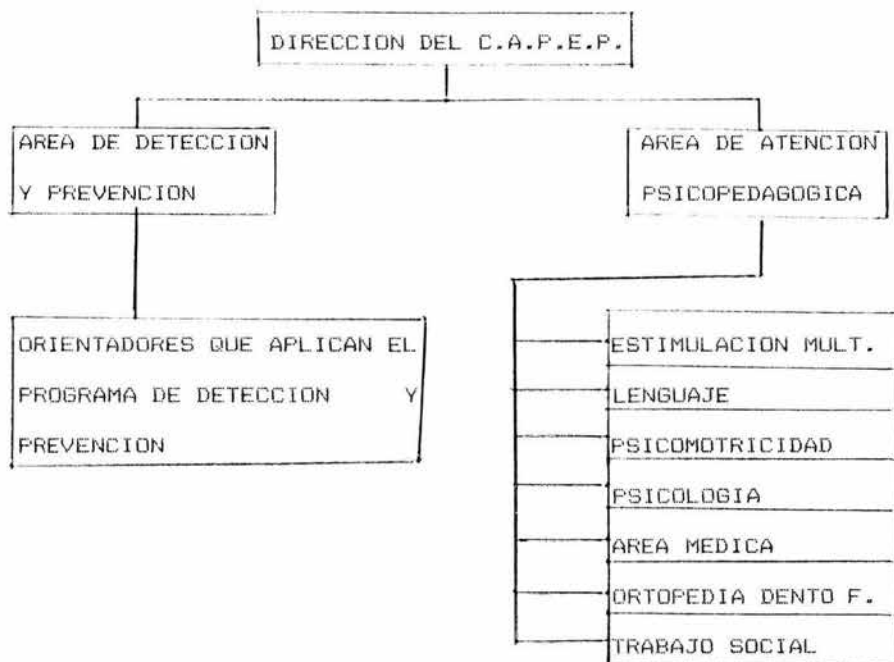 DIRECCION DEL C.A.P.E.P.
AREA DE DETECCION
Y PREVENCION
AREA DE ATENCION
PSICOPEDAGOGICA
ORIENTADORES QUE APLICAN EL
PROGRAMA DE DETECCION Y
PREVENCION
ESTIMULACION MULT.
LENGUAJE
PSICOMOTRICIDAD
PSICOLOGIA
AREA MEDICA
ORTOPEDIA DENTO F.
TRABAJO SOCIAL